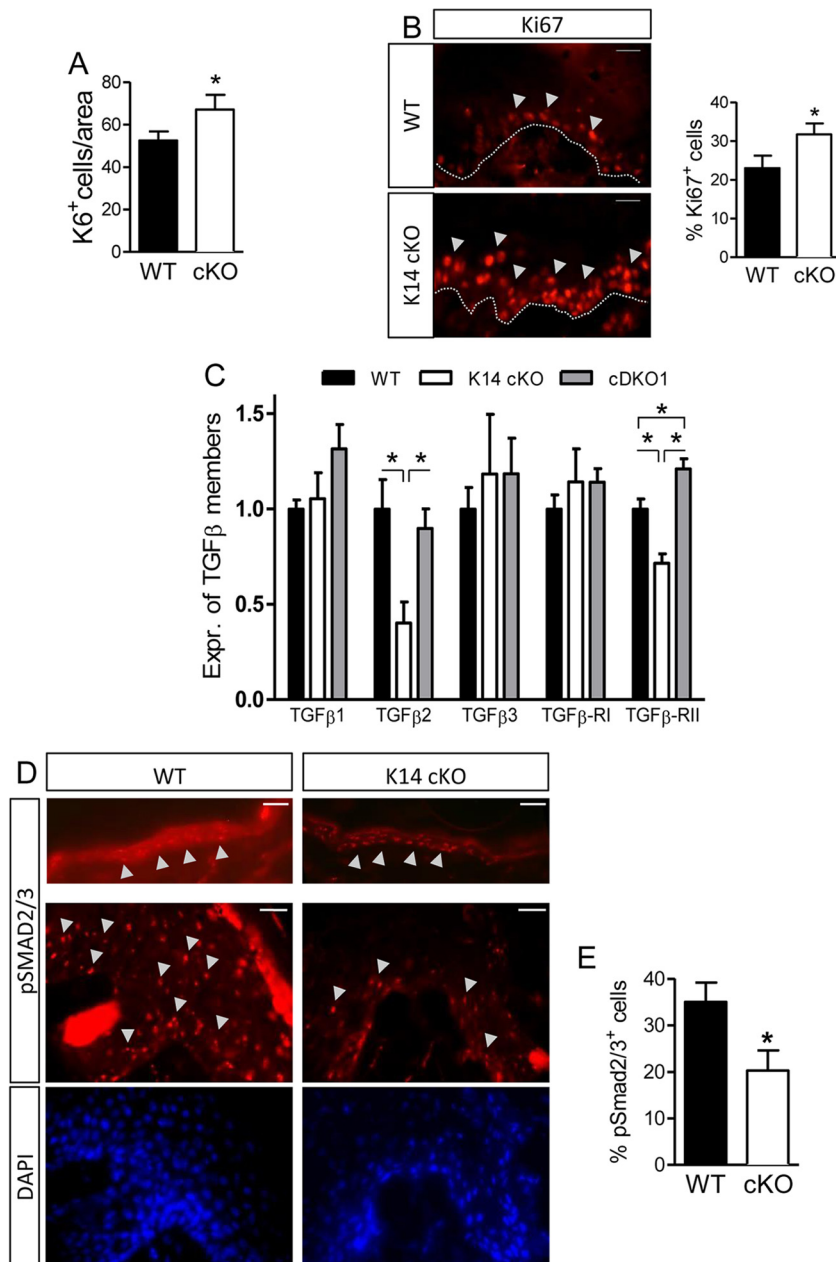 A
K6+ cells/area
80
60
40
20
0
*
WT cKO
B
Ki67
WT
K14 cKO
% Ki67+ cells
40
30
20
10
0
*
WT cKO
C
WT K14 cKO cDKO1
Expr. of TGFβ members
1.5
1.0
0.5
0.0
* *
*
* *
TGFβ1 TGFβ2 TGFβ3 TGFβ-RI TGFβ-RII
D
WT K14 cKO
pSMAD2/3
DAPI
E
% pSmad2/3+ cells
40
30
20
10
0
*
WT cKO